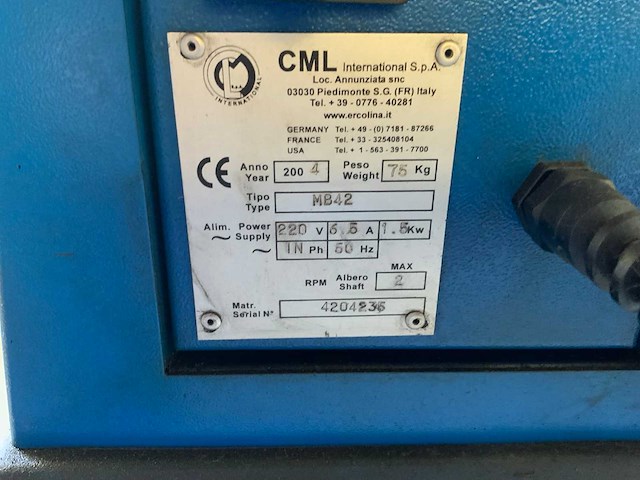 CML International S.p.A.
Loc. Annunziata snc
03030 Piedimonte S.G. (FR) Italy
Tel. + 39 - 0776 - 40281
www.ercolina.it
INTERNATIONAL
GERMANY Tel. + 49 - (0) 7181 - 87266
FRANCE Tel. + 33 - 325408104
USA Tel. + 1 - 563 - 391 - 7700
CE Anno Year 200 4 Peso Weight 75 Kg
Tipo Type MB42
Alim. Power Supply 220 V 6.5 A 1.5 Kw
~ ~ 1N Ph 50 Hz
MAX
RPM Albero Shaft 2
Matr. Serial N° 4204236